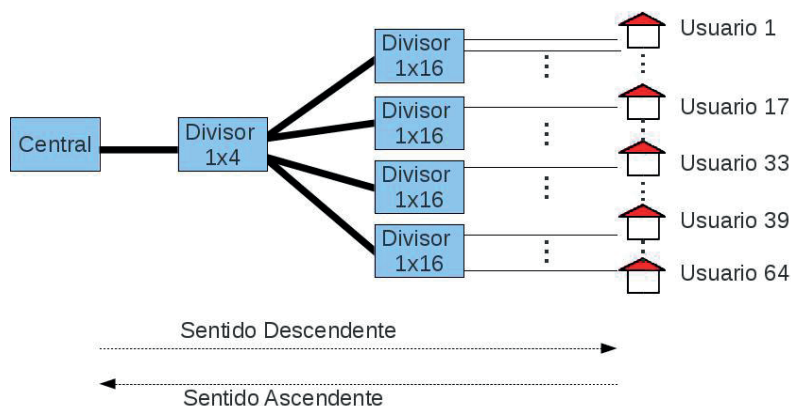 Central
Divisor
1x4
Divisor
1x16
Divisor
1x16
Divisor
1x16
Divisor
1x16
Usuario 1
Usuario 17
Usuario 33
Usuario 39
Usuario 64
Sentido Descendente
Sentido Ascendente